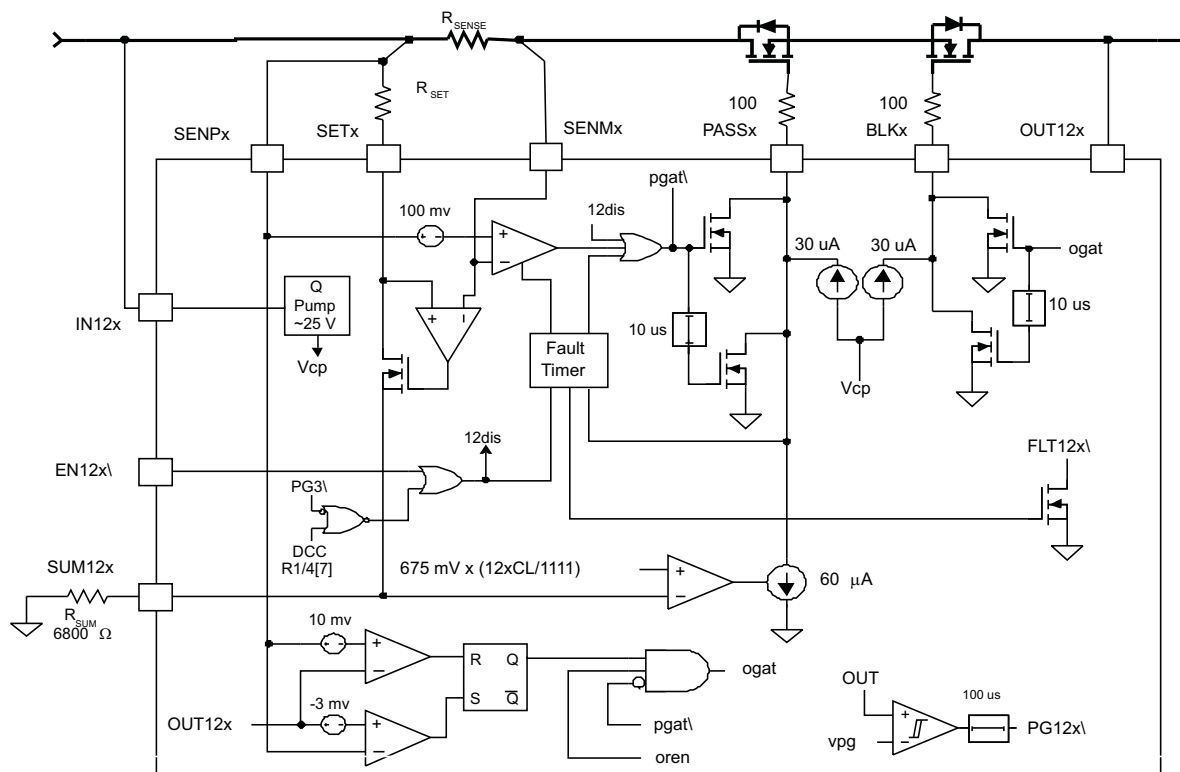 RSENSE
RSET
100
PASSx
100
BLKx
OUT12x
SENPx
SETx
SENMx
pgat\
100 mv
12dis
30 uA
30 uA
ogat
Q
Pump
~25 V
IN12x
Vcp
10 us
10 us
Fault
Timer
Vcp
12dis
EN12x\
FLT12x\
PG3\
DCC
R1/4[7]
SUM12x
675 mV x (12xCL/1111)
60 μA
RSUM
6800 Ω
10 mv
R Q
ogat
S Q
OUT
100 us
OUT12x
-3 mv
pgat\
vpg
PG12x\
oren